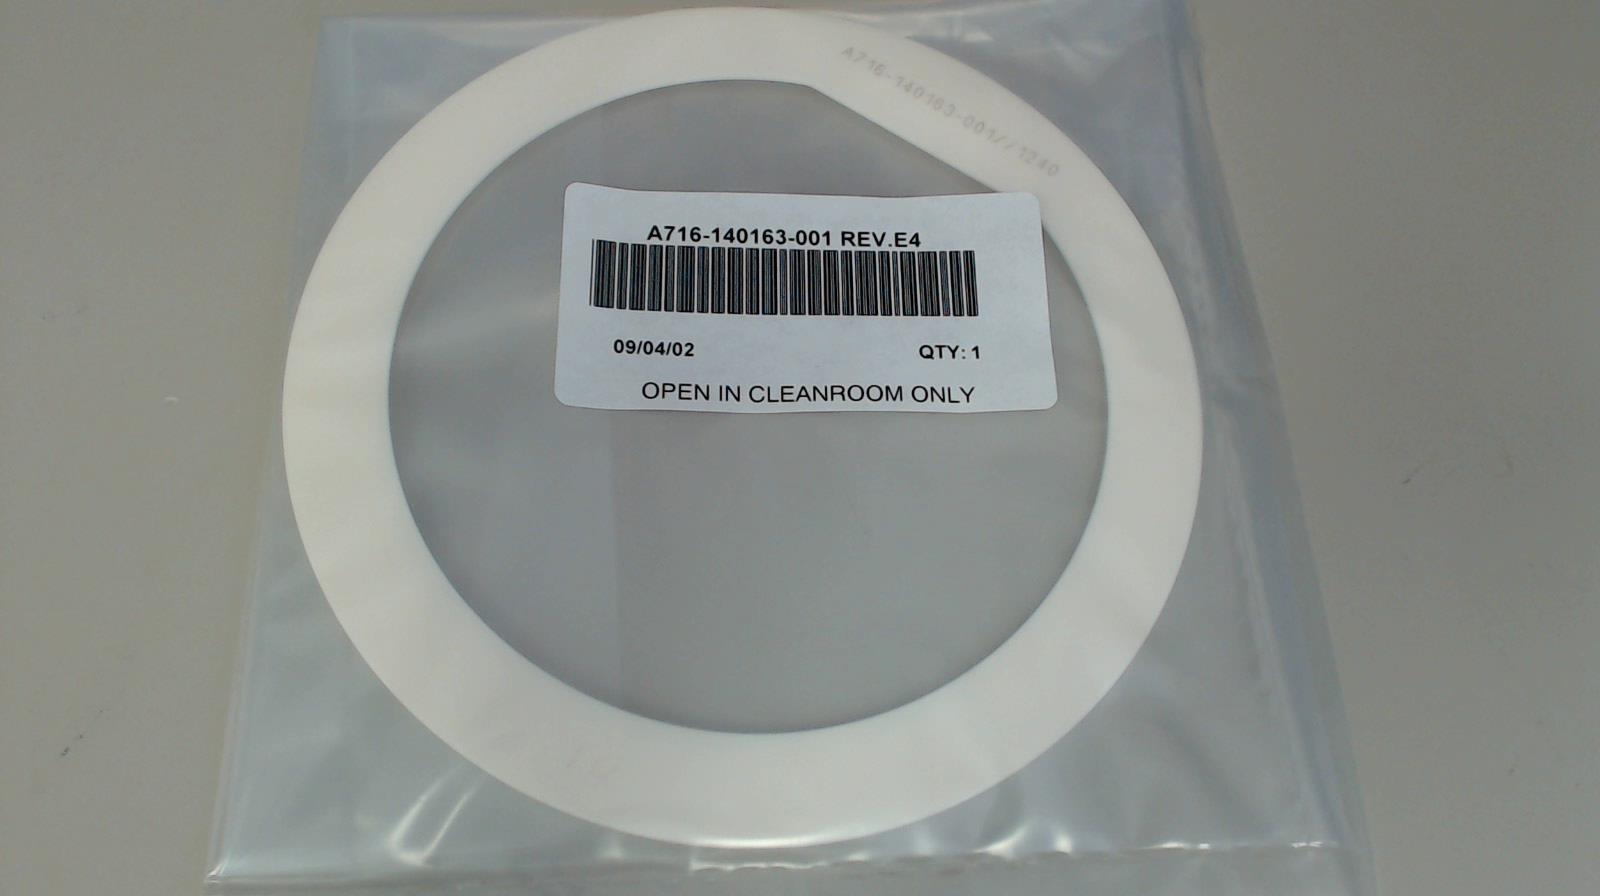 A716-140163-001//1240
A716-140163-001 REV.E4
09/04/02 QTY: 1
OPEN IN CLEANROOM ONLY